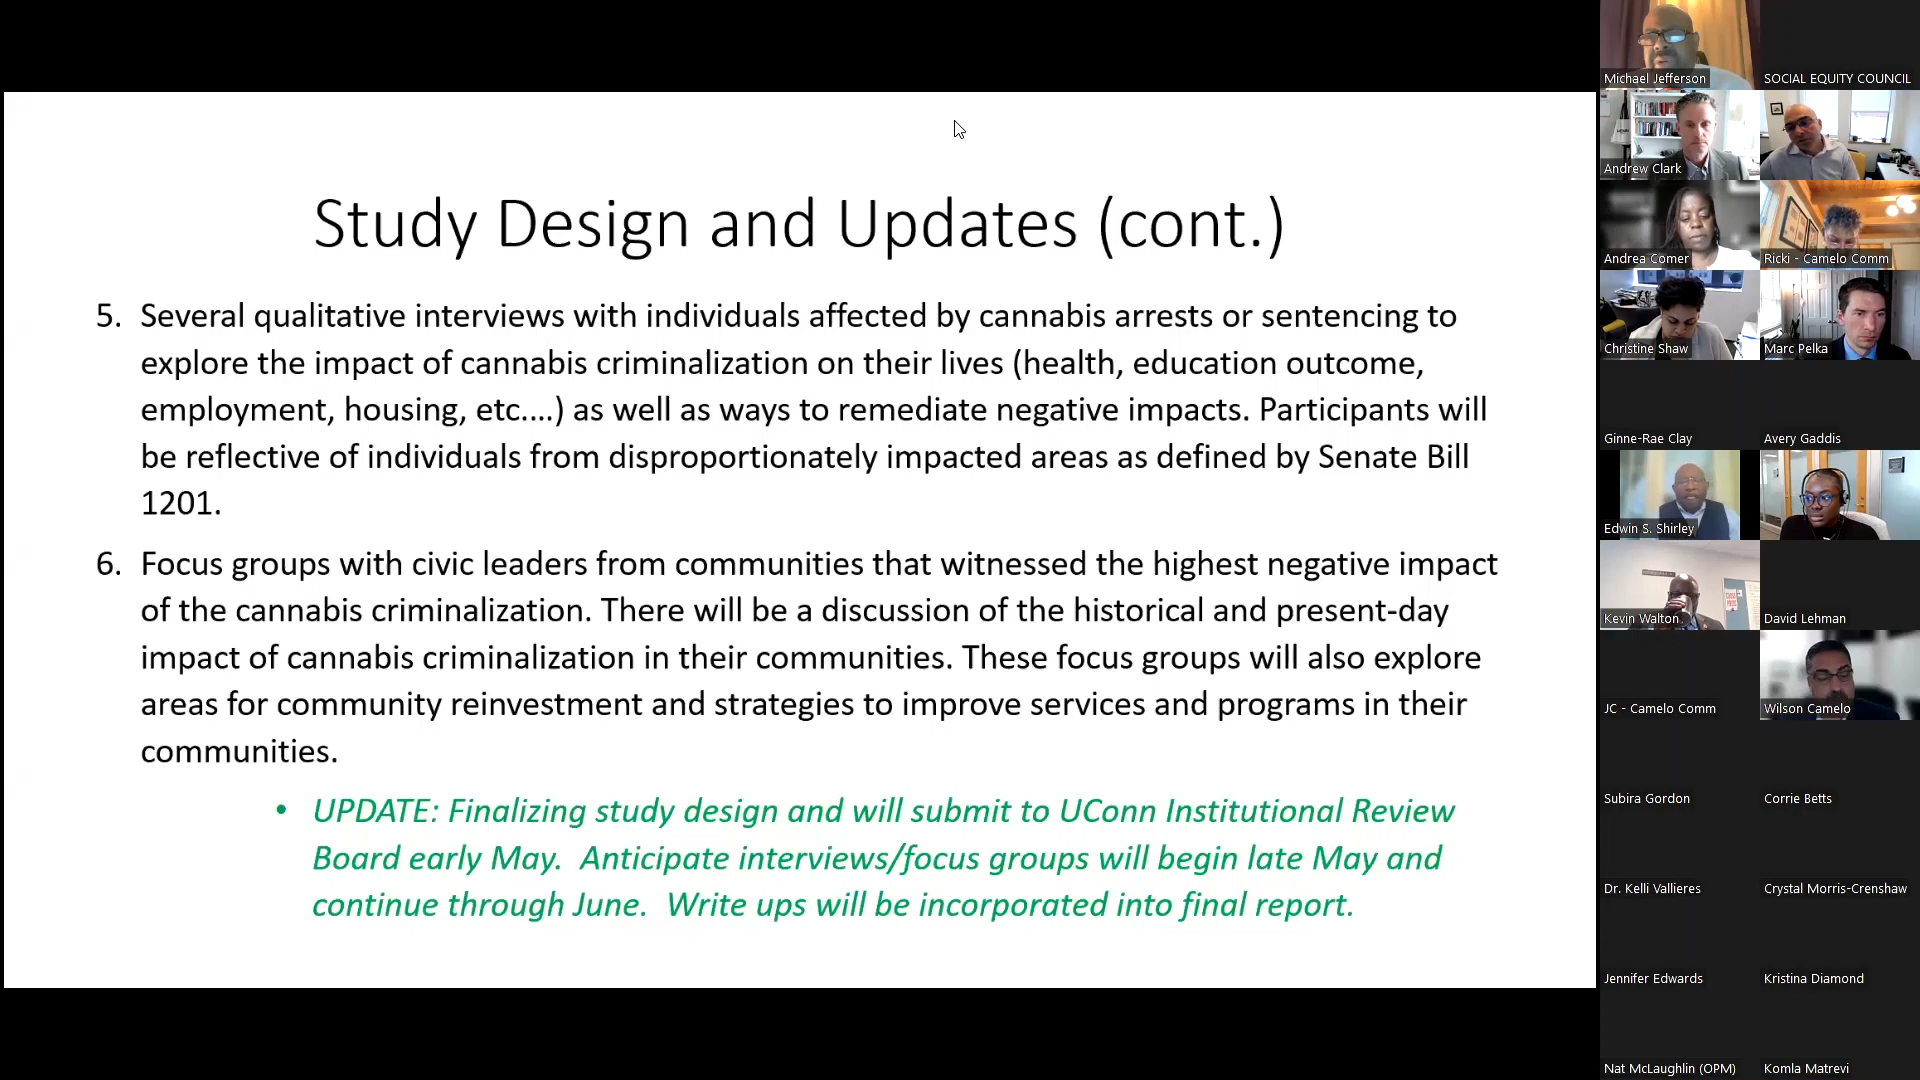 Study Design and Updates (cont.)
5. Several qualitative interviews with individuals affected by cannabis arrests or sentencing to
explore the impact of cannabis criminalization on their lives (health, education outcome,
employment, housing, etc....) as well as ways to remediate negative impacts. Participants will
be reflective of individuals from disproportionately impacted areas as defined by Senate Bill
1201.
6. Focus groups with civic leaders from communities that witnessed the highest negative impact
of the cannabis criminalization. There will be a discussion of the historical and present-day
impact of cannabis criminalization in their communities. These focus groups will also explore
areas for community reinvestment and strategies to improve services and programs in their
communities.
• UPDATE: Finalizing study design and will submit to UConn Institutional Review
Board early May. Anticipate interviews/focus groups will begin late May and
continue through June. Write ups will be incorporated into final report.
Michael Jefferson
SOCIAL EQUITY COUNCIL
Andrew Clark
Andrea Comer
Ricki - Camelo Comm
Christine Shaw
Marc Pelka
Ginne-Rae Clay
Avery Gaddis
Edwin S. Shirley
Kevin Walton
David Lehman
JC - Camelo Comm
Wilson Camelo
Subira Gordon
Corrie Betts
Dr. Kelli Vallieres
Crystal Morris-Crenshaw
Jennifer Edwards
Kristina Diamond
Nat McLaughlin (OPM)
Komla Matrevi